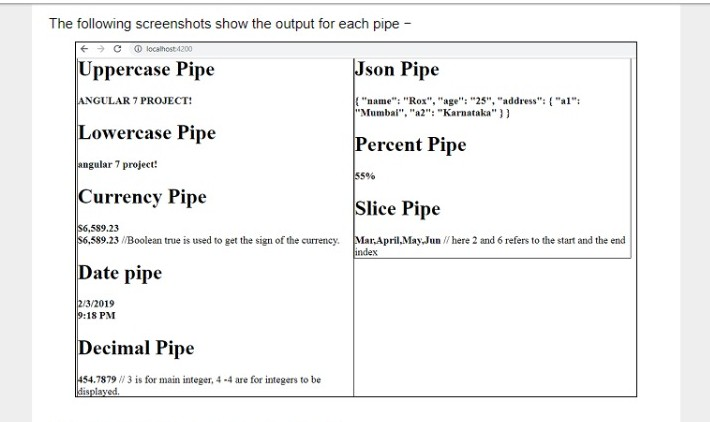 The following screenshots show the output for each pipe −
localhost:4200
Uppercase Pipe
ANGULAR 7 PROJECT!
Lowercase Pipe
angular 7 project!
Currency Pipe
$6,589.23
$6,589.23 //Boolean true is used to get the sign of the currency.
Date pipe
2/3/2019
9:18 PM
Decimal Pipe
454.7879 // 3 is for main integer, 4 -4 are for integers to be
displayed.
Json Pipe
{ "name": "Rox", "age": "25", "address": { "a1":
"Mumbai", "a2": "Karnataka" } }
Percent Pipe
55%
Slice Pipe
Mar,April,May,Jun // here 2 and 6 refers to the start and the end
index